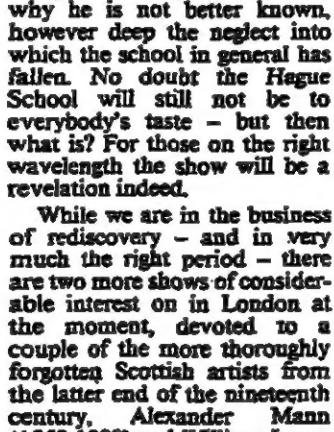 why he is not better known,
however deep the neglect into
which the school in general has
fallen. No doubt the Hague
School will still not be to
everybody's taste – but then
what is? For those on the right
wavelength the show will be a
revelation indeed.
While we are in the business
of rediscovery – and in very
much the right period – there
are two more shows of consider-
able interest on in London at
the moment, devoted to a
couple of the more thoroughly
forgotten Scottish artists from
the latter end of the nineteenth
century, Alexander Mann